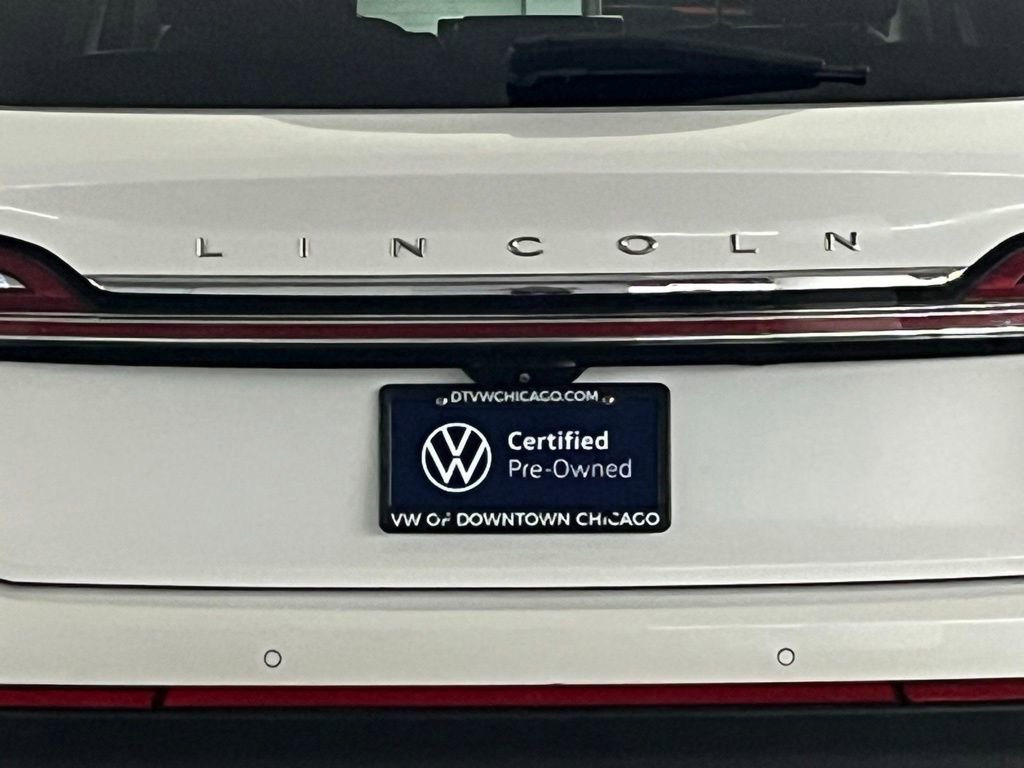 LINCOLN
DTVWCHICAGO.COM
Certified
Pre-Owned
VW OF DOWNTOWN CHICAGO